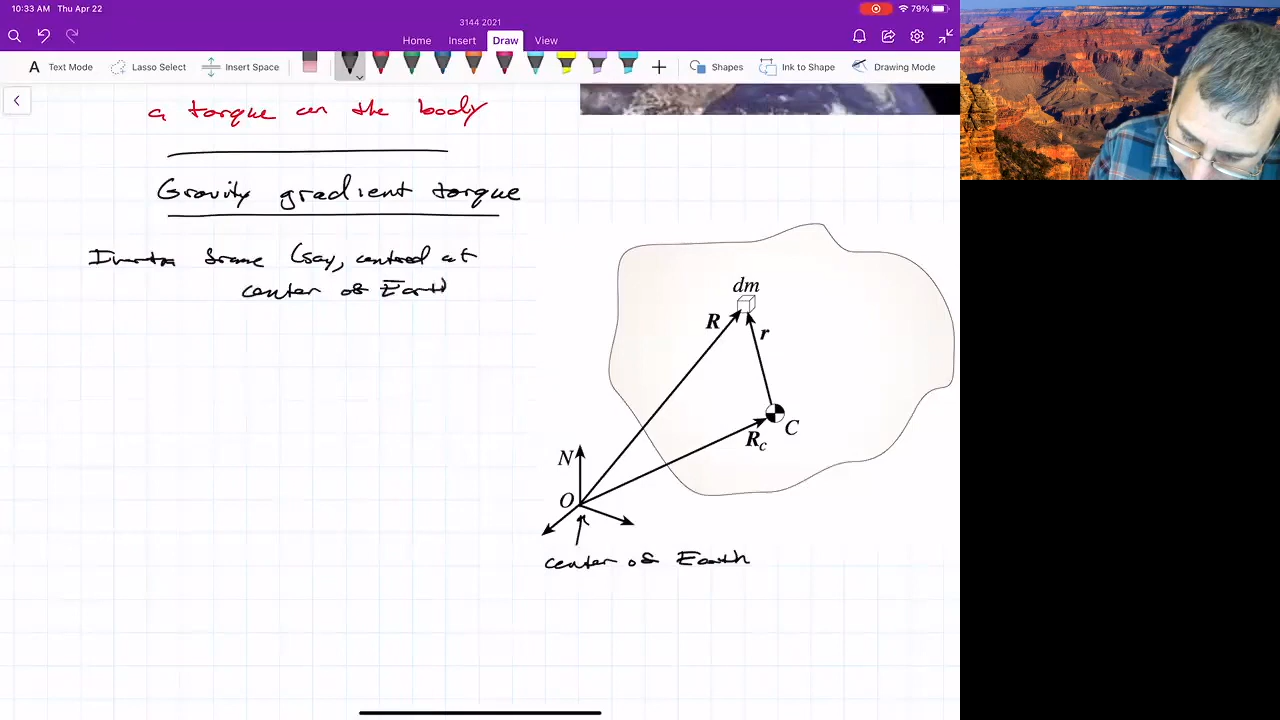 10:33 AM Thu Apr 22
79%
3144 2021
Home Insert Draw View
A Text Mode Lasso Select Insert Space Shapes Ink to Shape Drawing Mode
a torque on the body
Gravity gradient torque
frame (say, centered at
center of Earth
dm
R
r
C
Rc
N
O
center of Earth